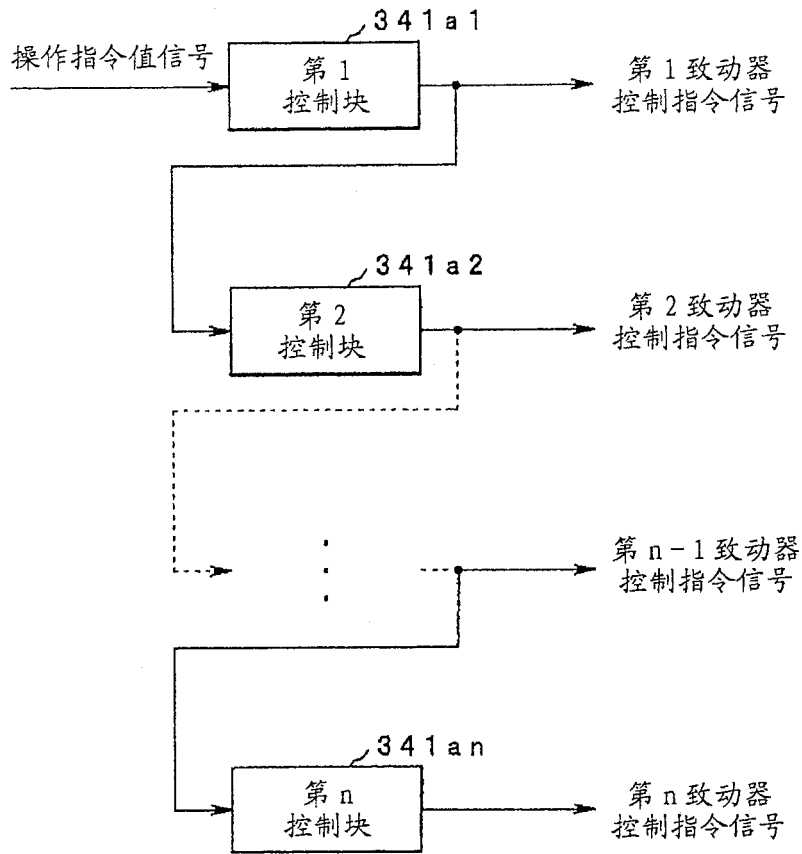 341a1
操作指令值信号
第1
控制块
第1致动器
控制指令信号
341a2
第2
控制块
第2致动器
控制指令信号
第n-1致动器
控制指令信号
341an
第n
控制块
第n致动器
控制指令信号